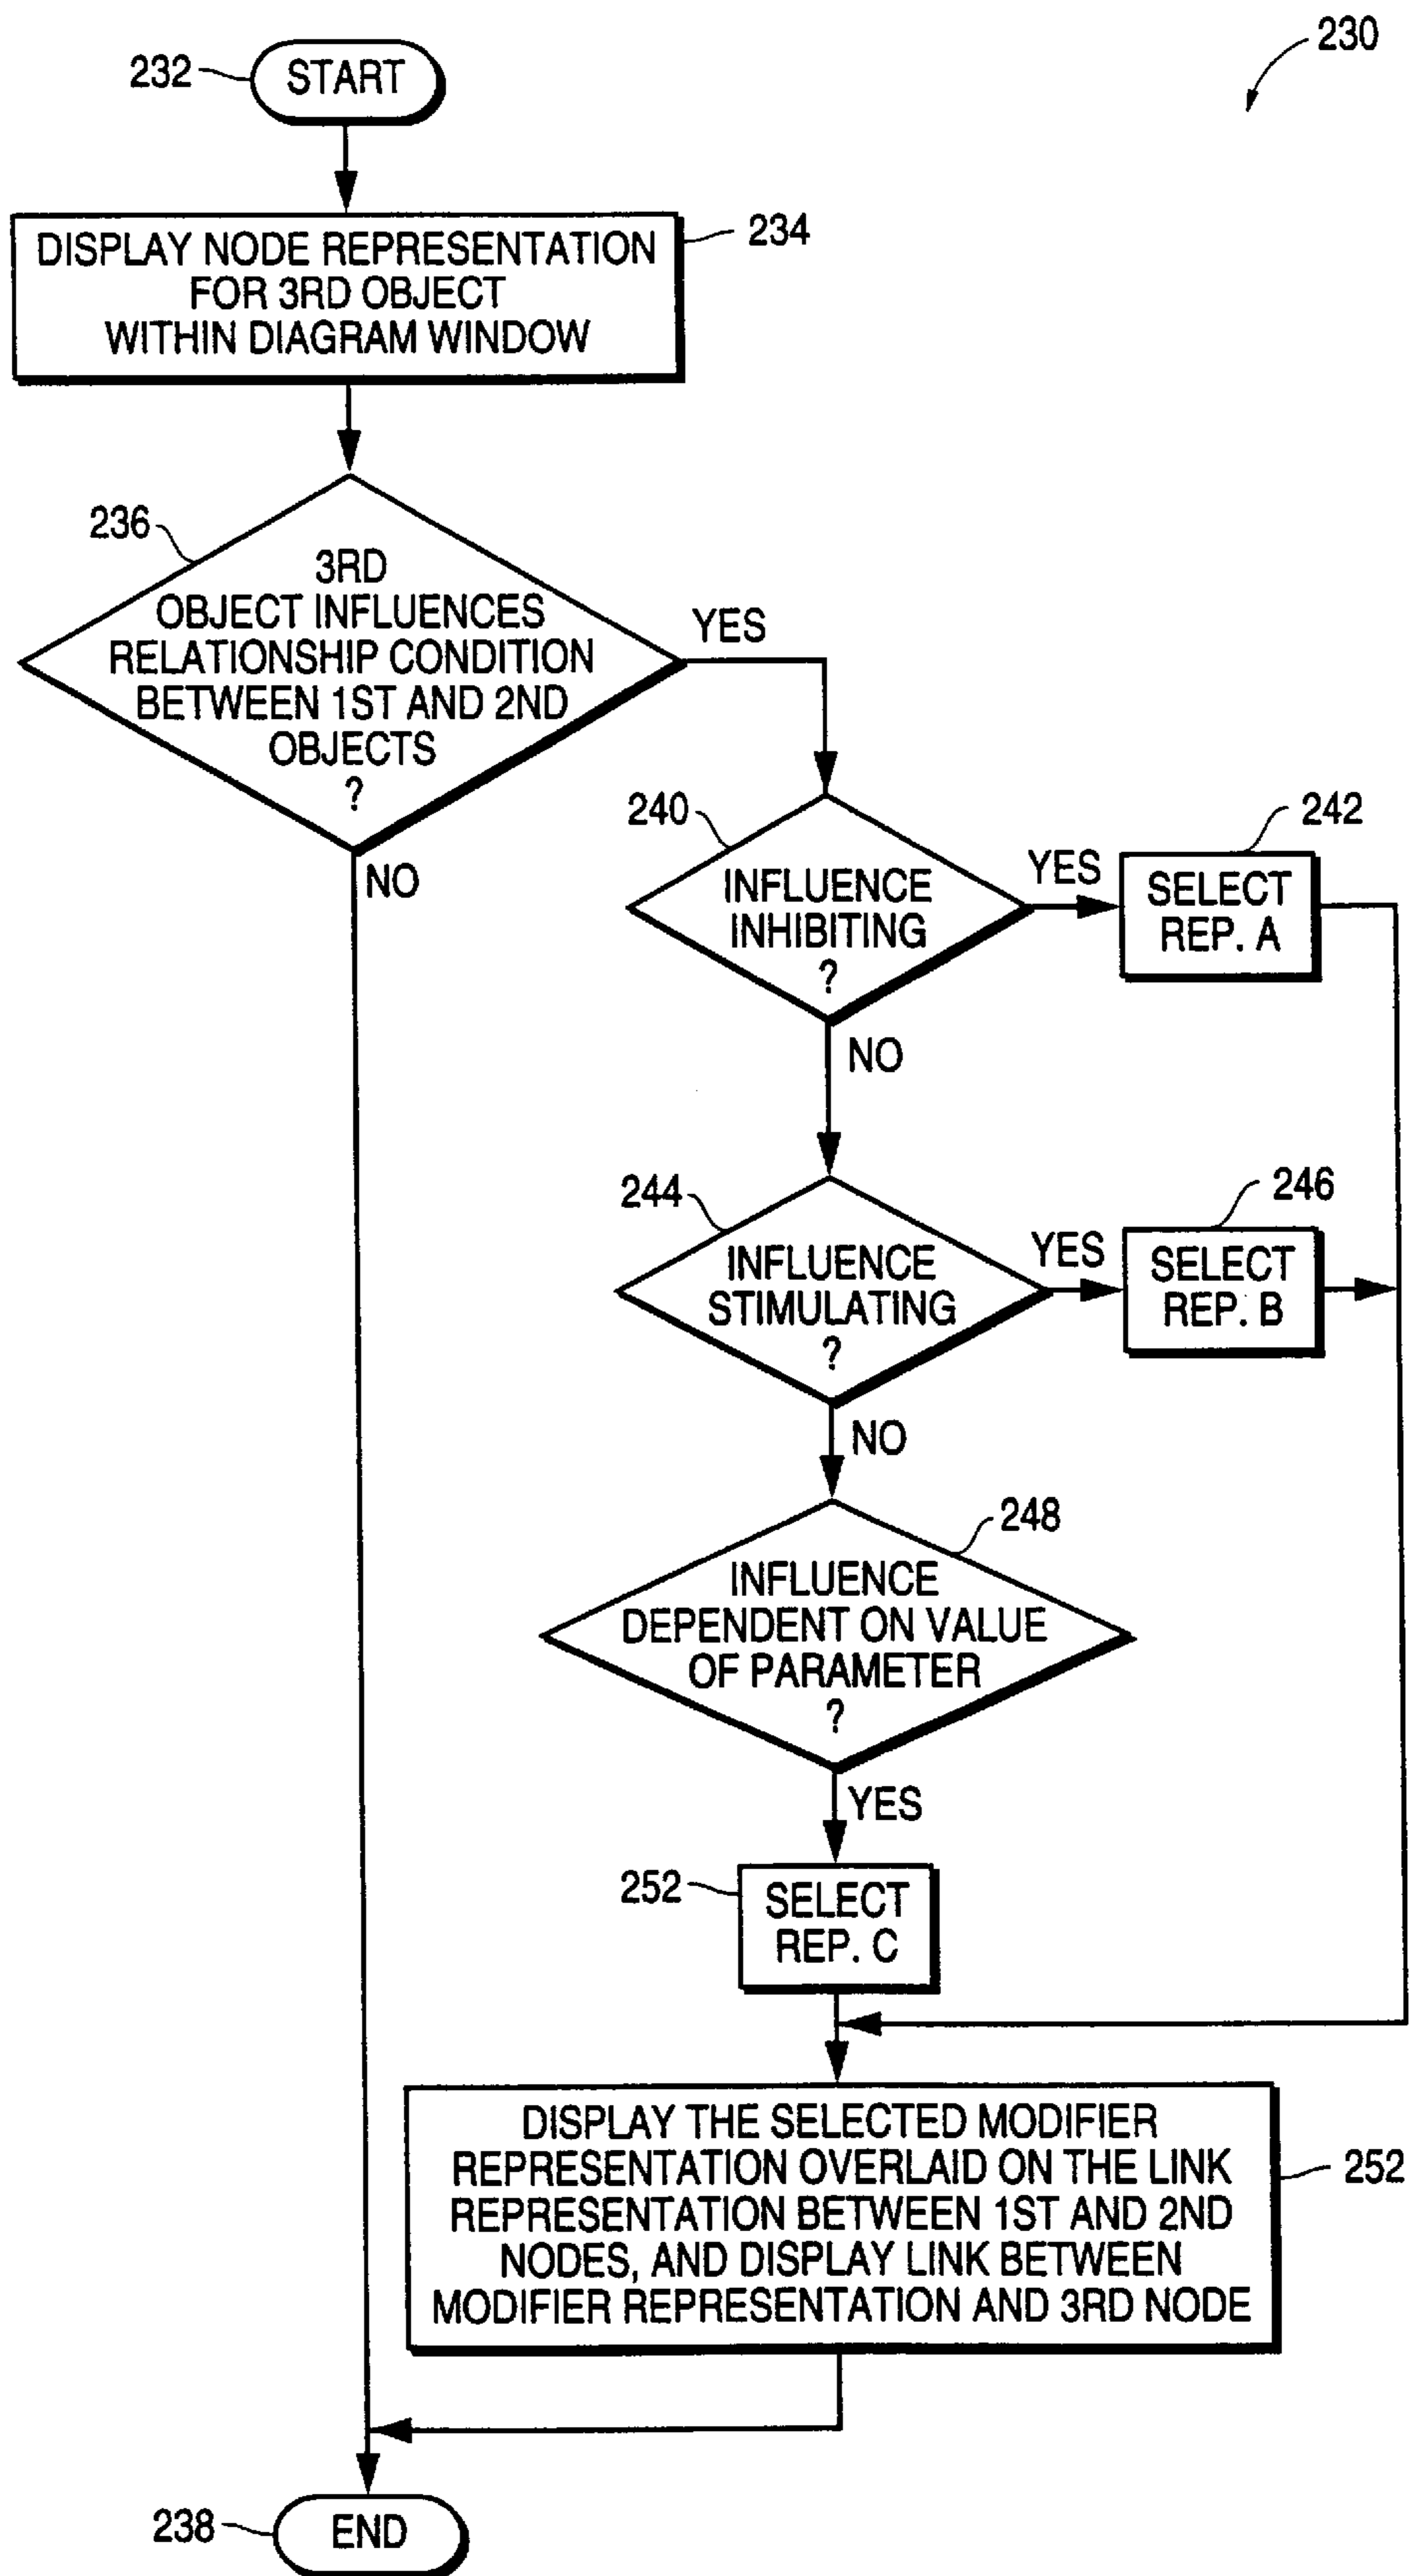 230
232
START
234
DISPLAY NODE REPRESENTATION
FOR 3RD OBJECT
WITHIN DIAGRAM WINDOW
236
3RD
OBJECT INFLUENCES
RELATIONSHIP CONDITION
BETWEEN 1ST AND 2ND
OBJECTS
?
YES
NO
240
INFLUENCE
INHIBITING
?
YES
242
SELECT
REP. A
NO
244
INFLUENCE
STIMULATING
?
YES
246
SELECT
REP. B
NO
248
INFLUENCE
DEPENDENT ON VALUE
OF PARAMETER
?
YES
252
SELECT
REP. C
DISPLAY THE SELECTED MODIFIER
REPRESENTATION OVERLAID ON THE LINK
REPRESENTATION BETWEEN 1ST AND 2ND
NODES, AND DISPLAY LINK BETWEEN
MODIFIER REPRESENTATION AND 3RD NODE
252
238
END